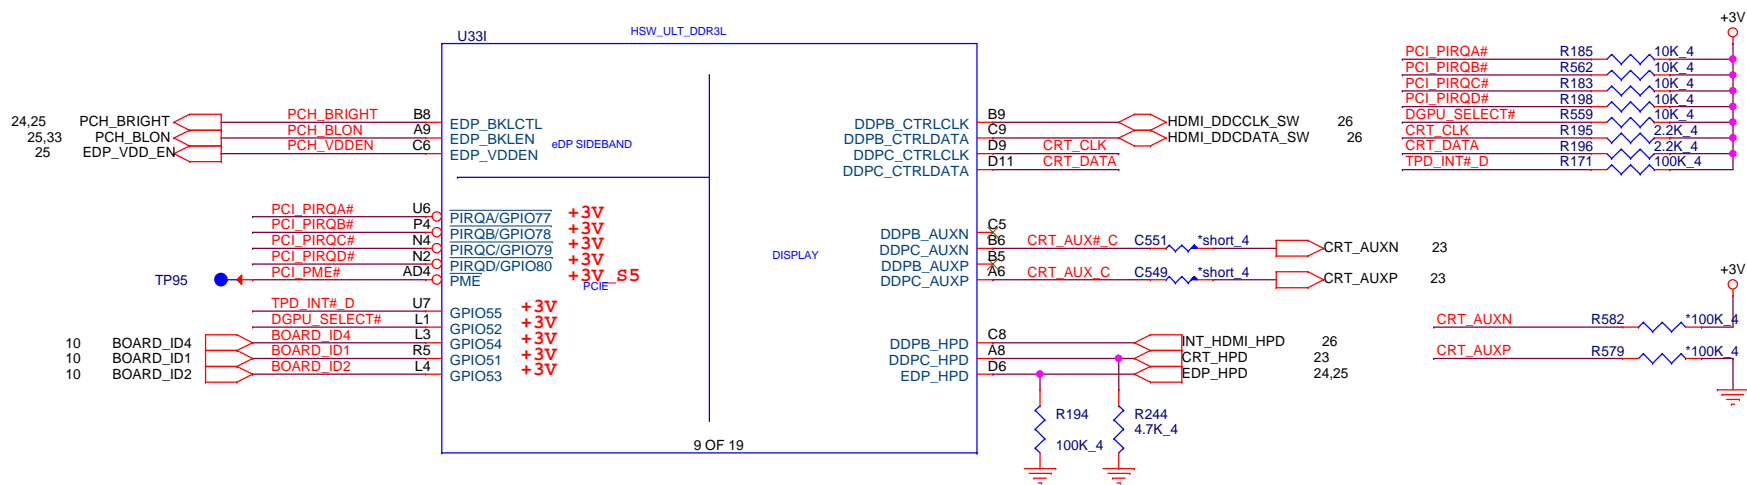 U33I
HSW_ULT_DDR3L
24,25 PCH_BRIGHT PCH_BRIGHT B8 EDP_BKLCTL
25,33 PCH_BLON PCH_BLON A9 EDP_BKLEN
25 EDP_VDD_EN PCH_VDDEN C6 EDP_VDDEN
eDP SIDEBAND
PCI_PIRQA# U6 PIRQA/GPIO77 +3V
PCI_PIRQB# P4 PIRQB/GPIO78 +3V
PCI_PIRQC# N4 PIRQC/GPIO79 +3V
PCI_PIRQD# N2 PIRQD/GPIO80 +3V
TP95 PCI_PME# AD4 PME +3V_S5
PCIE
TPD_INT#_D U7 GPIO55 +3V
DGPU_SELECT# L1 GPIO52 +3V
10 BOARD_ID4 BOARD_ID4 L3 GPIO54 +3V
10 BOARD_ID1 BOARD_ID1 R5 GPIO51 +3V
10 BOARD_ID2 BOARD_ID2 L4 GPIO53 +3V
DISPLAY
9 OF 19
DDPB_CTRLCLK B9 HDMI_DDCCLK_SW 26
DDPB_CTRLDATA C9 HDMI_DDCDATA_SW 26
DDPC_CTRLCLK D9 CRT_CLK
DDPC_CTRLDATA D11 CRT_DATA
DDPB_AUXN C5
DDPC_AUXN B6 CRT_AUX#_C C551 *short_4 CRT_AUXN 23
DDPB_AUXP B5
DDPC_AUXP A6 CRT_AUX_C C549 *short_4 CRT_AUXP 23
DDPB_HPD C8 INT_HDMI_HPD 26
DDPC_HPD A8 CRT_HPD 23
EDP_HPD D6 EDP_HPD 24,25
R194
100K_4
R244
4.7K_4
+3V
PCI_PIRQA# R185 10K_4
PCI_PIRQB# R562 10K_4
PCI_PIRQC# R183 10K_4
PCI_PIRQD# R198 10K_4
DGPU_SELECT# R559 10K_4
CRT_CLK R195 2.2K_4
CRT_DATA R196 2.2K_4
TPD_INT#_D R171 100K_4
+3V
CRT_AUXN R582 *100K_4
CRT_AUXP R579 *100K_4